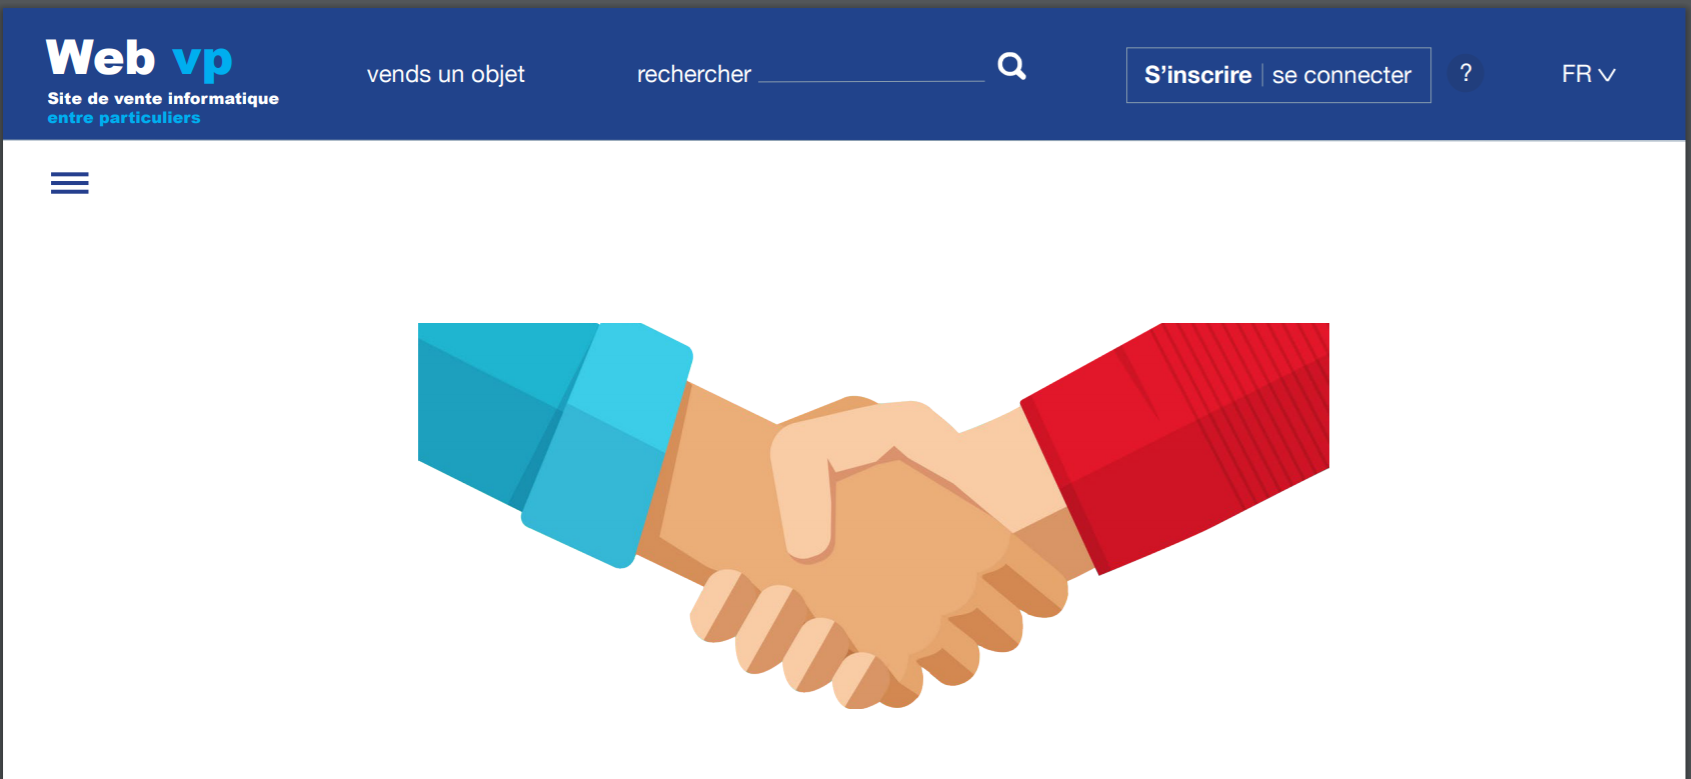 Web vp
Site de vente informatique
entre particuliers
vends un objet
rechercher
S'inscrire | se connecter
?
FR